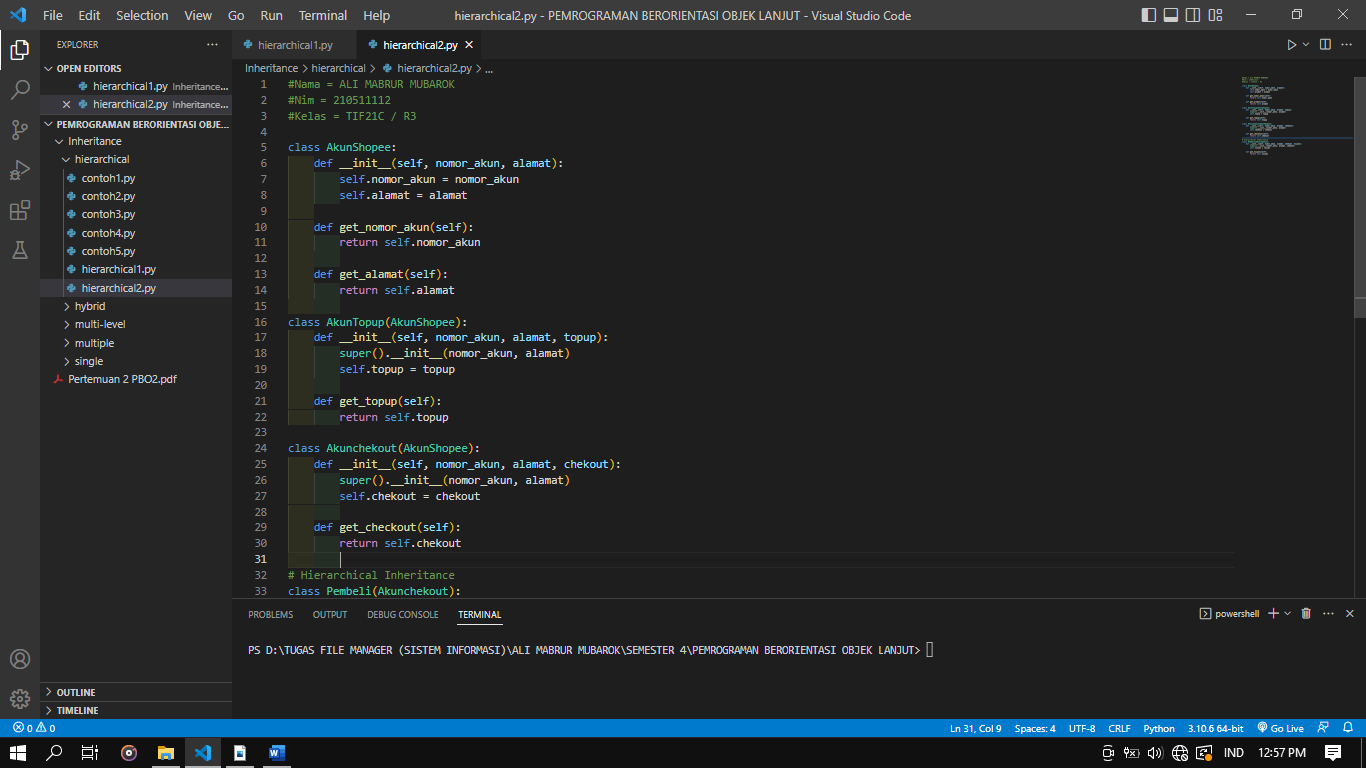 File Edit Selection View Go Run Terminal Help hierarchical2.py - PEMROGRAMAN BERORIENTASI OBJEK LANJUT - Visual Studio Code
EXPLORER
OPEN EDITORS
hierarchical1.py Inheritance...
hierarchical2.py Inheritance...
PEMROGRAMAN BERORIENTASI OBJE...
Inheritance
hierarchical
contoh1.py
contoh2.py
contoh3.py
contoh4.py
contoh5.py
hierarchical1.py
hierarchical2.py
hybrid
multi-level
multiple
single
Pertemuan 2 PBO2.pdf
OUTLINE
TIMELINE
hierarchical1.py hierarchical2.py
Inheritance > hierarchical > hierarchical2.py > ...
1 #Nama = ALI MABRUR MUBAROK
2 #Nim = 210511112
3 #Kelas = TIF21C / R3
4
5 class AkunShopee:
6 def __init__(self, nomor_akun, alamat):
7 self.nomor_akun = nomor_akun
8 self.alamat = alamat
9
10 def get_nomor_akun(self):
11 return self.nomor_akun
12
13 def get_alamat(self):
14 return self.alamat
15
16 class AkunTopup(AkunShopee):
17 def __init__(self, nomor_akun, alamat, topup):
18 super().__init__(nomor_akun, alamat)
19 self.topup = topup
20
21 def get_topup(self):
22 return self.topup
23
24 class Akunchekout(AkunShopee):
25 def __init__(self, nomor_akun, alamat, chekout):
26 super().__init__(nomor_akun, alamat)
27 self.chekout = chekout
28
29 def get_checkout(self):
30 return self.chekout
31
32 # Hierarchical Inheritance
33 class Pembeli(Akunchekout):
PROBLEMS OUTPUT DEBUG CONSOLE TERMINAL powershell
PS D:\TUGAS FILE MANAGER (SISTEM INFORMASI)\ALI MABRUR MUBAROK\SEMESTER 4\PEMROGRAMAN BERORIENTASI OBJEK LANJUT>
0 0 Ln 31, Col 9 Spaces: 4 UTF-8 CRLF Python 3.10.6 64-bit Go Live
IND 12:57 PM